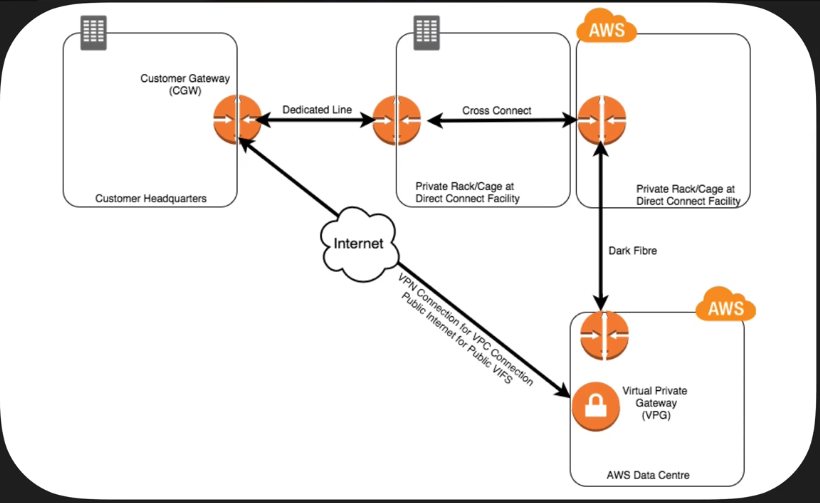 AWS
Customer Gateway
(CGW)
Dedicated Line
Cross Connect
Customer Headquarters
Private Rack/Cage at
Direct Connect Facility
Private Rack/Cage at
Direct Connect Facility
Internet
Dark Fibre
VPN Connection for VPC Connection
Public Internet for Public VIFS
AWS
Virtual Private
Gateway
(VPG)
AWS Data Centre